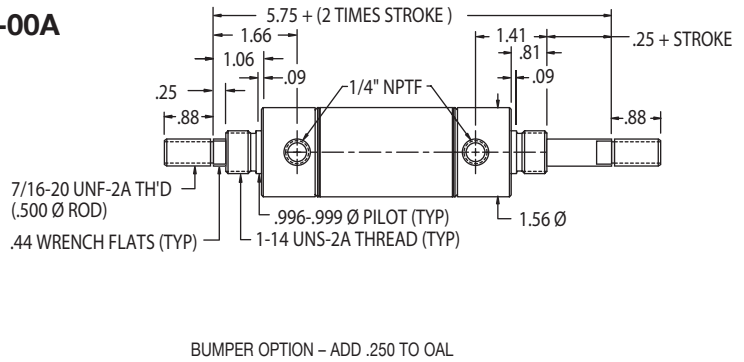 -00A
5.75 + (2 TIMES STROKE )
1.66
1.41
.25 + STROKE
1.06
.81
.09
.09
.25
1/4" NPTF
.88
.88
7/16-20 UNF-2A TH'D
(.500 Ø ROD)
.996-.999 Ø PILOT (TYP)
1.56 Ø
.44 WRENCH FLATS (TYP)
1-14 UNS-2A THREAD (TYP)
BUMPER OPTION – ADD .250 TO OAL